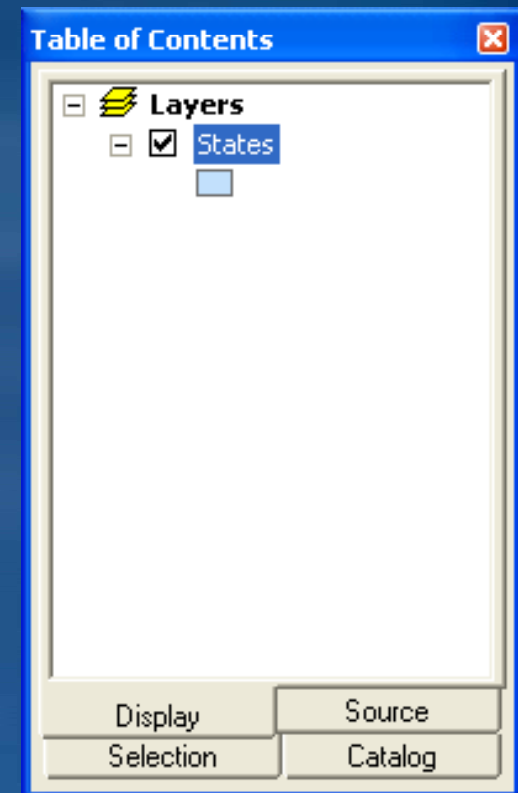 Table of Contents
Layers
States
Display Source
Selection Catalog